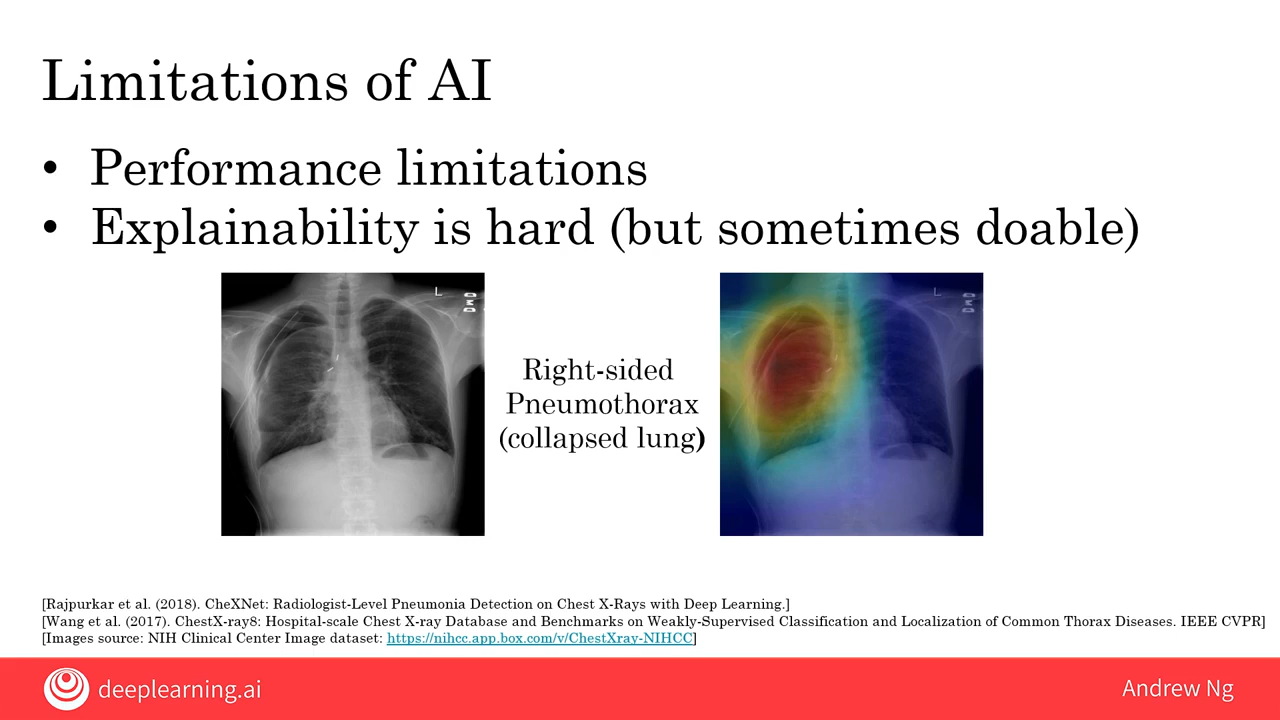 Limitations of AI
• Performance limitations
• Explainability is hard (but sometimes doable)
L
Right-sided
Pneumothorax
(collapsed lung)
L
[Rajpurkar et al. (2018). CheXNet: Radiologist-Level Pneumonia Detection on Chest X-Rays with Deep Learning.]
[Wang et al. (2017). ChestX-ray8: Hospital-scale Chest X-ray Database and Benchmarks on Weakly-Supervised Classification and Localization of Common Thorax Diseases. IEEE CVPR]
[Images source: NIH Clinical Center Image dataset: https://nihcc.app.box.com/v/ChestXray-NIHCC]
deeplearning.ai
Andrew Ng